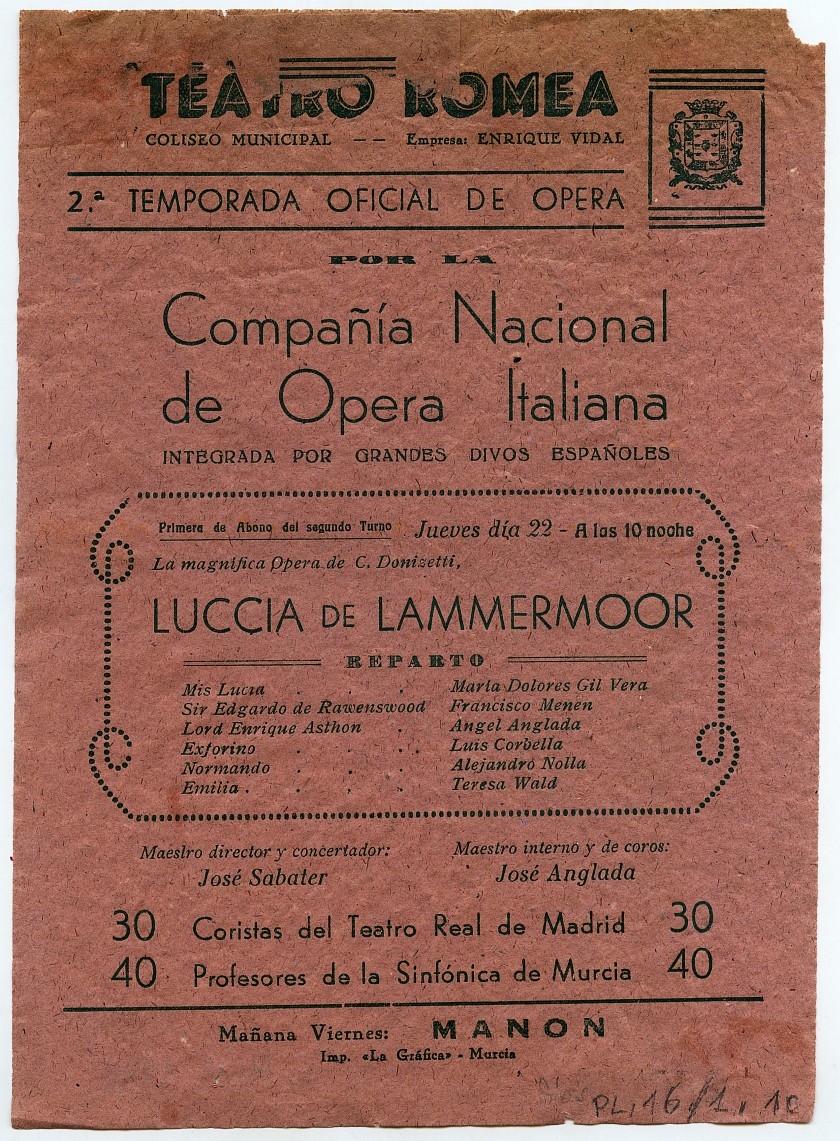 TEATRO ROMEA
COLISEO MUNICIPAL — — Empresa: ENRIQUE VIDAL
2.ª TEMPORADA OFICIAL DE OPERA
POR LA
Compañía Nacional
de Opera Italiana
INTEGRADA POR GRANDES DIVOS ESPAÑOLES
Primera de Abono del segundo Turno Jueves día 22 - A las 10 noche
La magnífica Opera de C. Donizetti,
LUCCIA DE LAMMERMOOR
REPARTO
Mis Lucia . . . María Dolores Gil Vera
Sir Edgardo de Rawenswood Francisco Menen
Lord Enrique Asthon . Angel Anglada
Exforino . . . . Luis Corbella
Normando . . . Alejandro Nolla
Emilia . . . . Teresa Wald
Maestro director y concertador: Maestro interno y de coros:
José Sabater José Anglada
30 Coristas del Teatro Real de Madrid 30
40 Profesores de la Sinfónica de Murcia 40
Mañana Viernes: MANON
Imp. «La Gráfica» - Murcia
PL, 16/1, 10